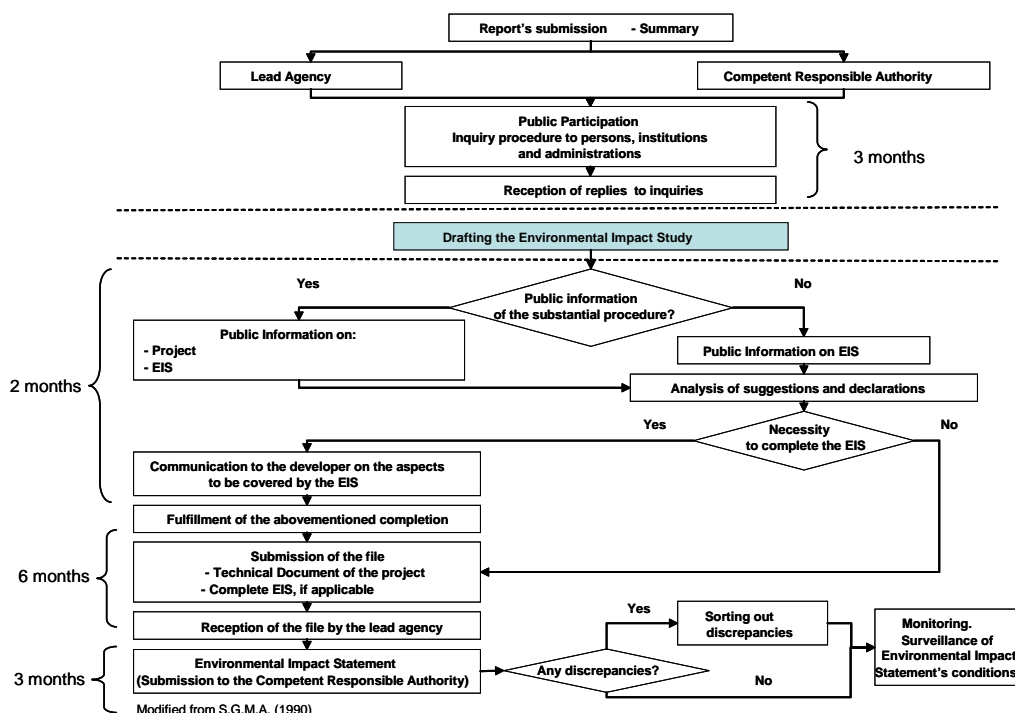 Report's submission - Summary
Lead Agency
Competent Responsible Authority
Public Participation
Inquiry procedure to persons, institutions
and administrations
3 months
Reception of replies to inquiries
Drafting the Environmental Impact Study
Yes
No
Public information
of the substantial procedure?
Public Information on:
- Project
- EIS
Public Information on EIS
2 months
Analysis of suggestions and declarations
Yes
Necessity
to complete the EIS
No
Communication to the developer on the aspects
to be covered by the EIS
Fulfillment of the abovementioned completion
6 months
Submission of the file
- Technical Document of the project
- Complete EIS, if applicable
Reception of the file by the lead agency
Yes
Sorting out
discrepancies
Monitoring.
Surveillance of
Environmental Impact
Statement's conditions
3 months
Environmental Impact Statement
(Submission to the Competent Responsible Authority)
Any discrepancies?
No
Modified from S.G.M.A. (1990)